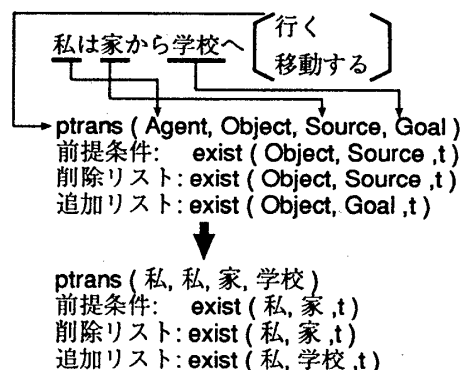 行く
私は家から学校へ
移動する
ptrans ( Agent, Object, Source, Goal )
前提条件: exist ( Object, Source ,t )
削除リスト: exist ( Object, Source ,t )
追加リスト: exist ( Object, Goal ,t )
ptrans ( 私, 私, 家, 学校 )
前提条件: exist ( 私, 家 ,t )
削除リスト: exist ( 私, 家 ,t )
追加リスト: exist ( 私, 学校 ,t )